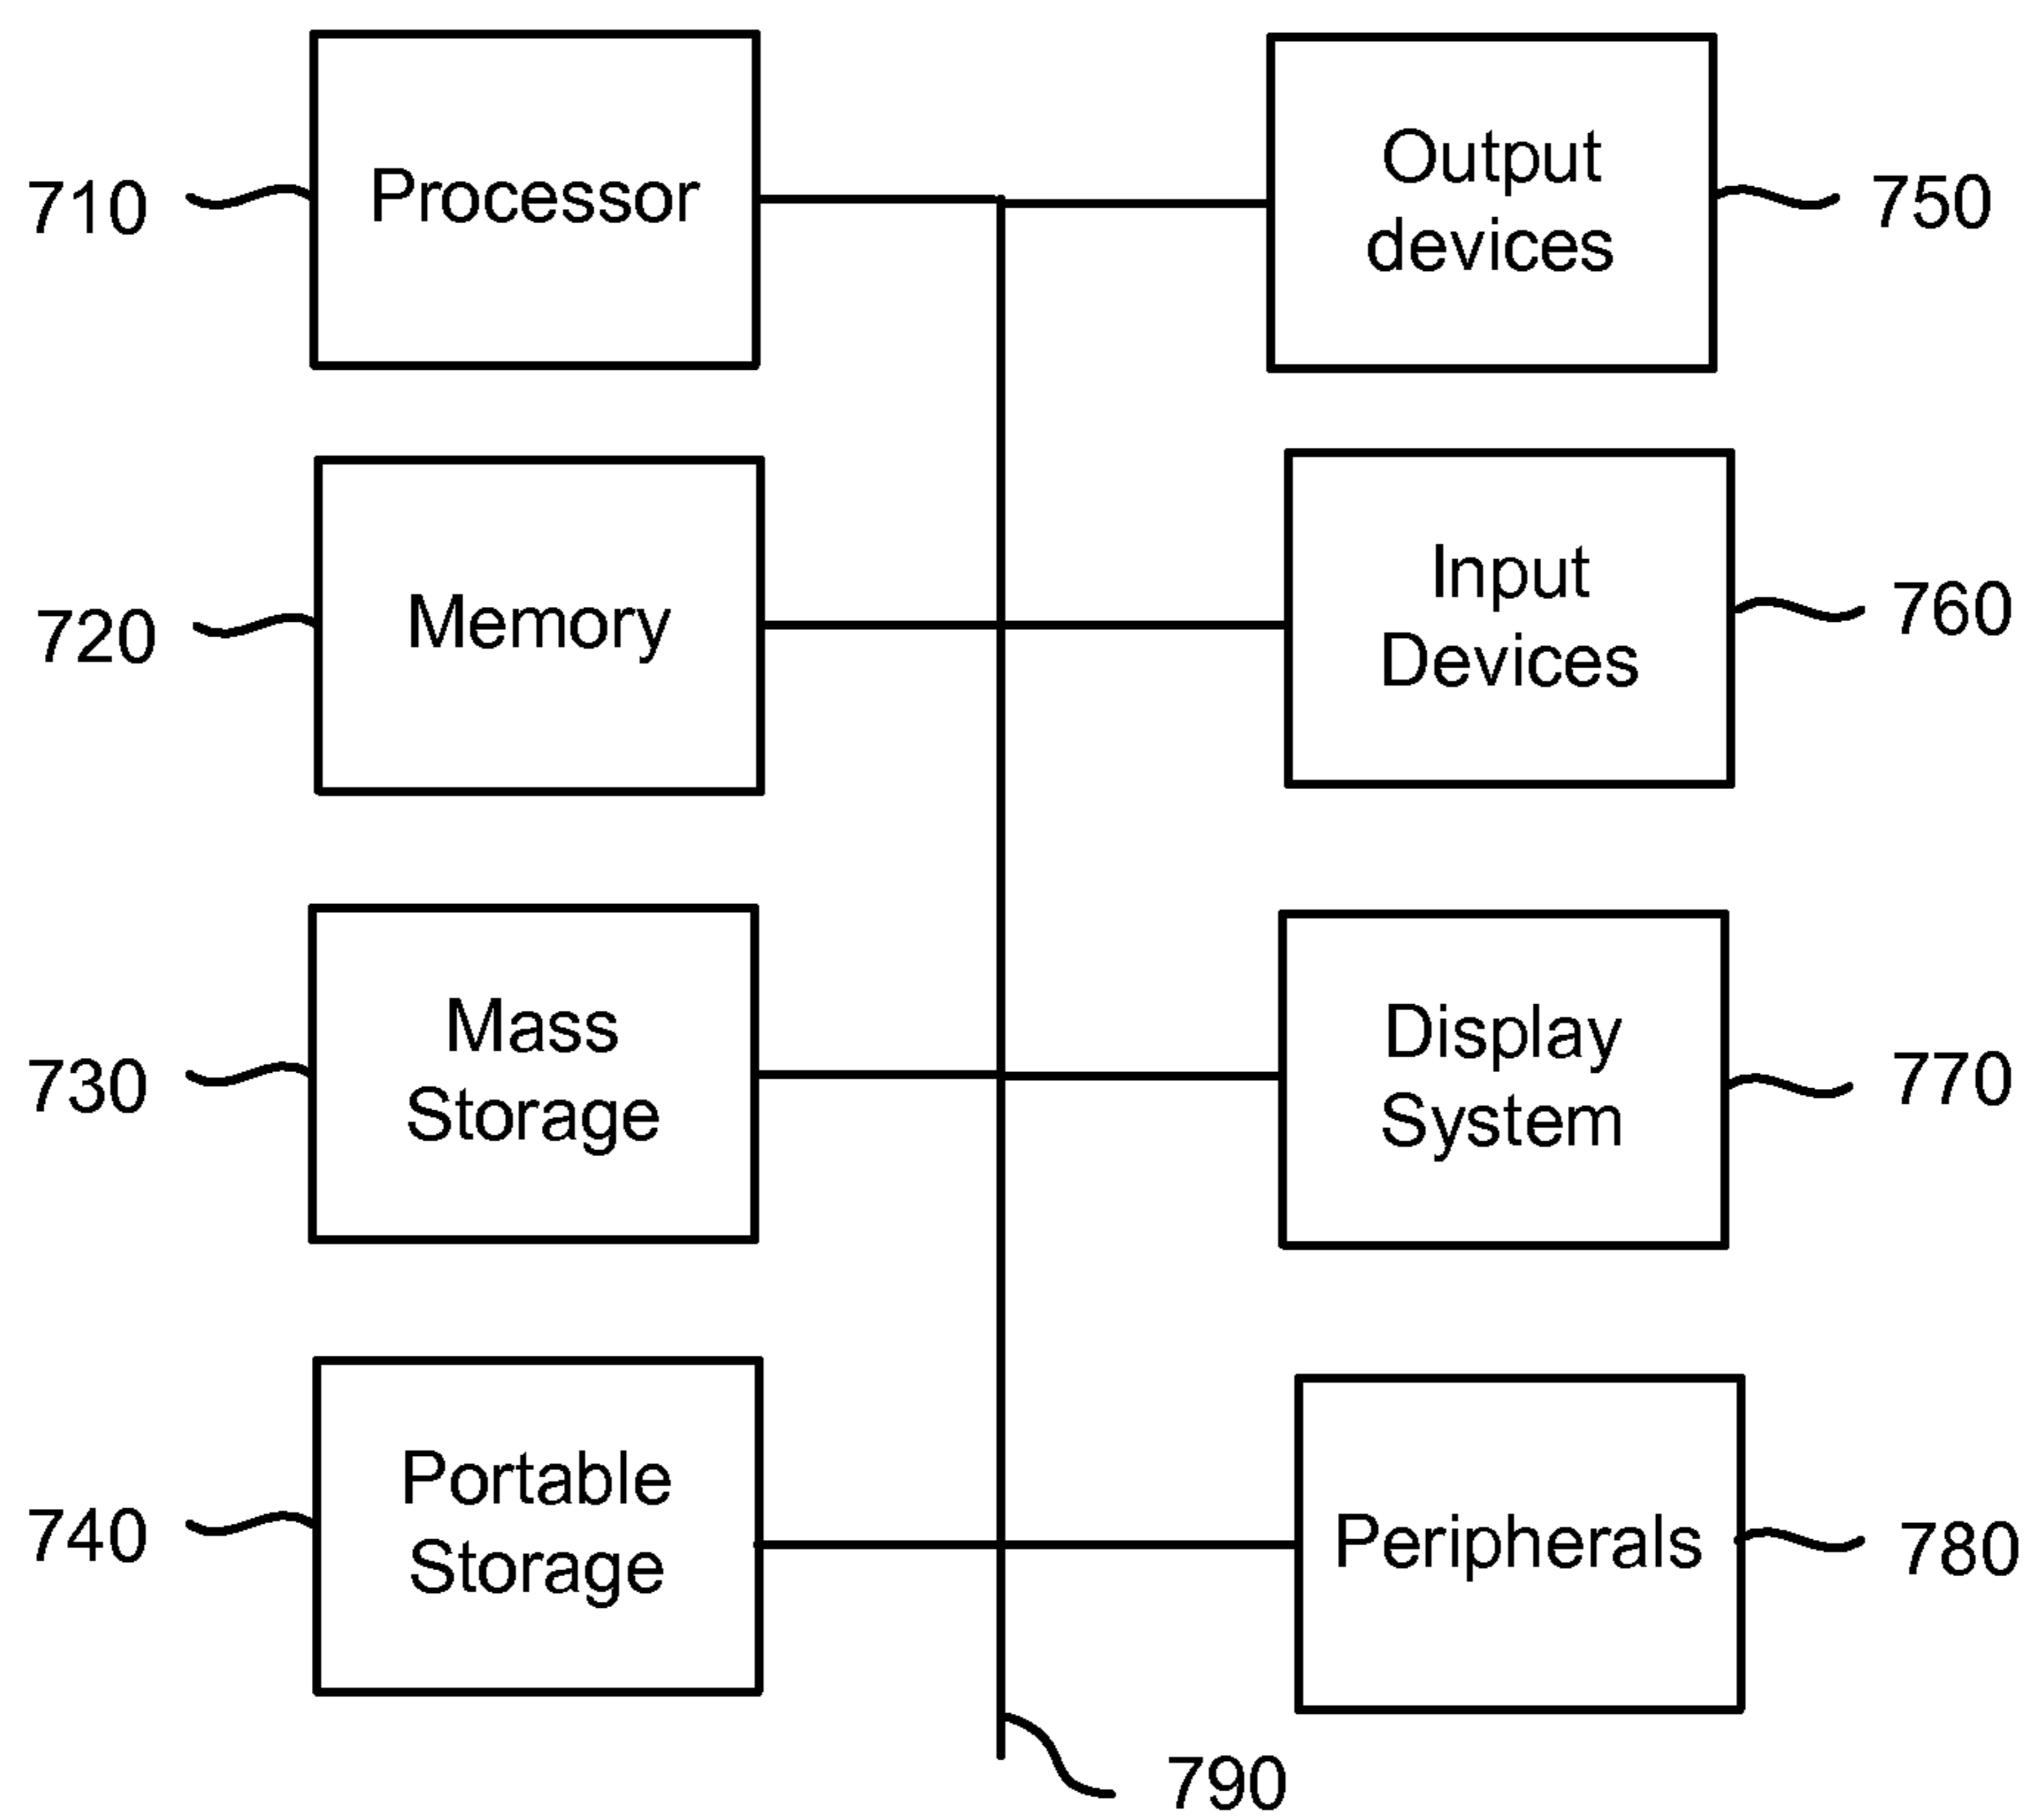 710
Processor
Output
devices
750
720
Memory
Input
Devices
760
730
Mass
Storage
Display
System
770
740
Portable
Storage
Peripherals
780
790